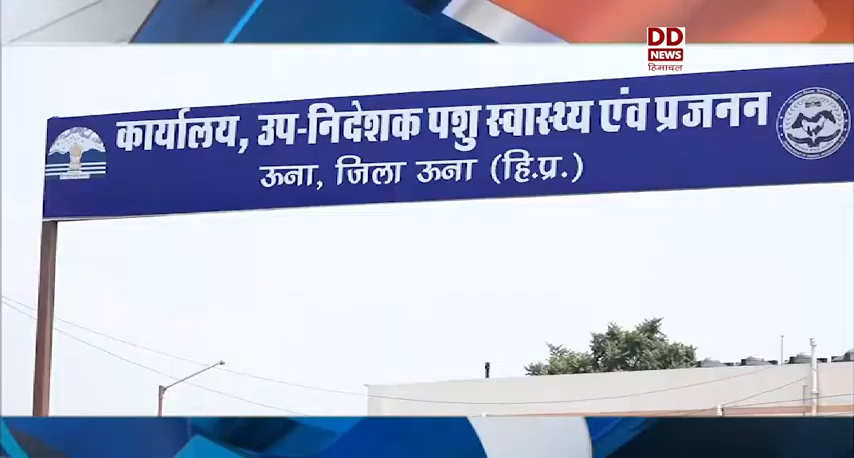 DD
NEWS
हिमाचल
कार्यालय, उप-निदेशक पशु स्वास्थ्य एंव प्रजनन
ऊना, जिला ऊना (हि.प्र.)